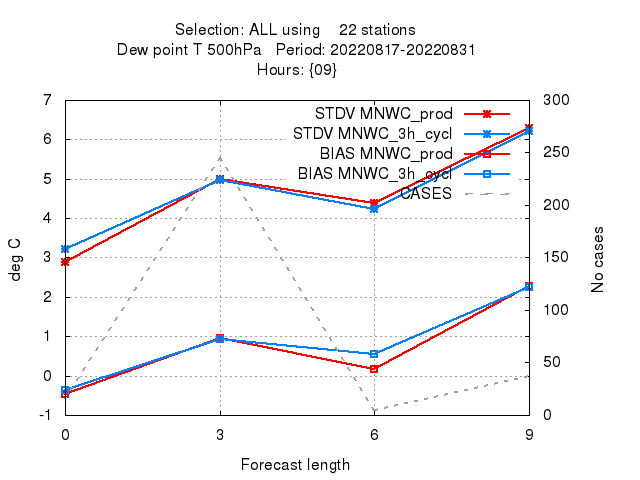 Selection: ALL using    22 stations
Dew point T 500hPa   Period: 20220817-20220831
Hours: {09}
7
6
5
4
3
2
1
0
-1
300
250
200
150
100
50
0
STDV MNWC_prod
STDV MNWC_3h_cycl
BIAS MNWC_prod
BIAS MNWC_3h_cycl
CASES
deg C
No cases
0 3 6 9
Forecast length